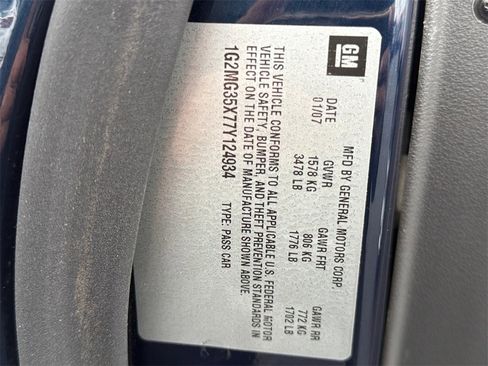 GM
MFD BY GENERAL MOTORS CORP
DATE GVWR GAWR FRT GAWR RR
01/07 1578 KG 806 KG 772 KG
3478 LB 1776 LB 1702 LB
THIS VEHICLE CONFORMS TO ALL APPLICABLE U.S. FEDERAL MOTOR
VEHICLE SAFETY, BUMPER, AND THEFT PREVENTION STANDARDS IN
EFFECT ON THE DATE OF MANUFACTURE SHOWN ABOVE.
1G2MG35X77Y124934 TYPE: PASS CAR